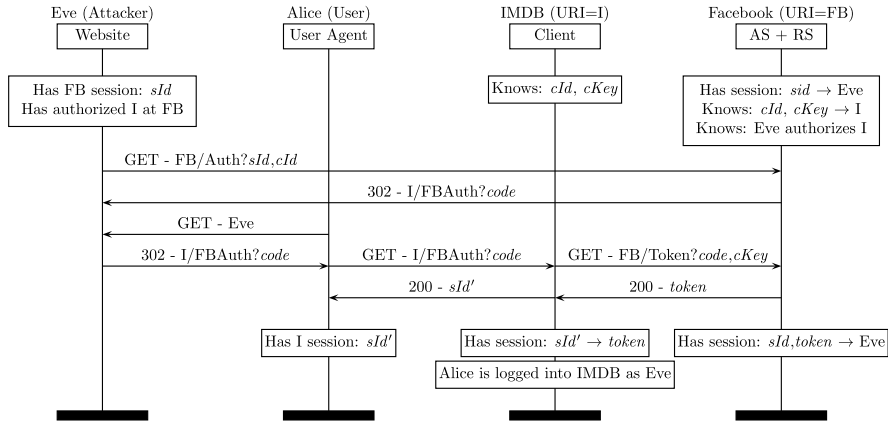 Eve (Attacker)
Alice (User)
IMDB (URI=I)
Facebook (URI=FB)
Website
User Agent
Client
AS + RS
Has FB session: sId
Has authorized I at FB
Knows: cId, cKey
Has session: sid → Eve
Knows: cId, cKey → I
Knows: Eve authorizes I
GET - FB/Auth?sId,cId
302 - I/FBAuth?code
GET - Eve
302 - I/FBAuth?code
GET - I/FBAuth?code
GET - FB/Token?code,cKey
200 - sId′
200 - token
Has I session: sId′
Has session: sId′ → token
Has session: sId,token → Eve
Alice is logged into IMDB as Eve